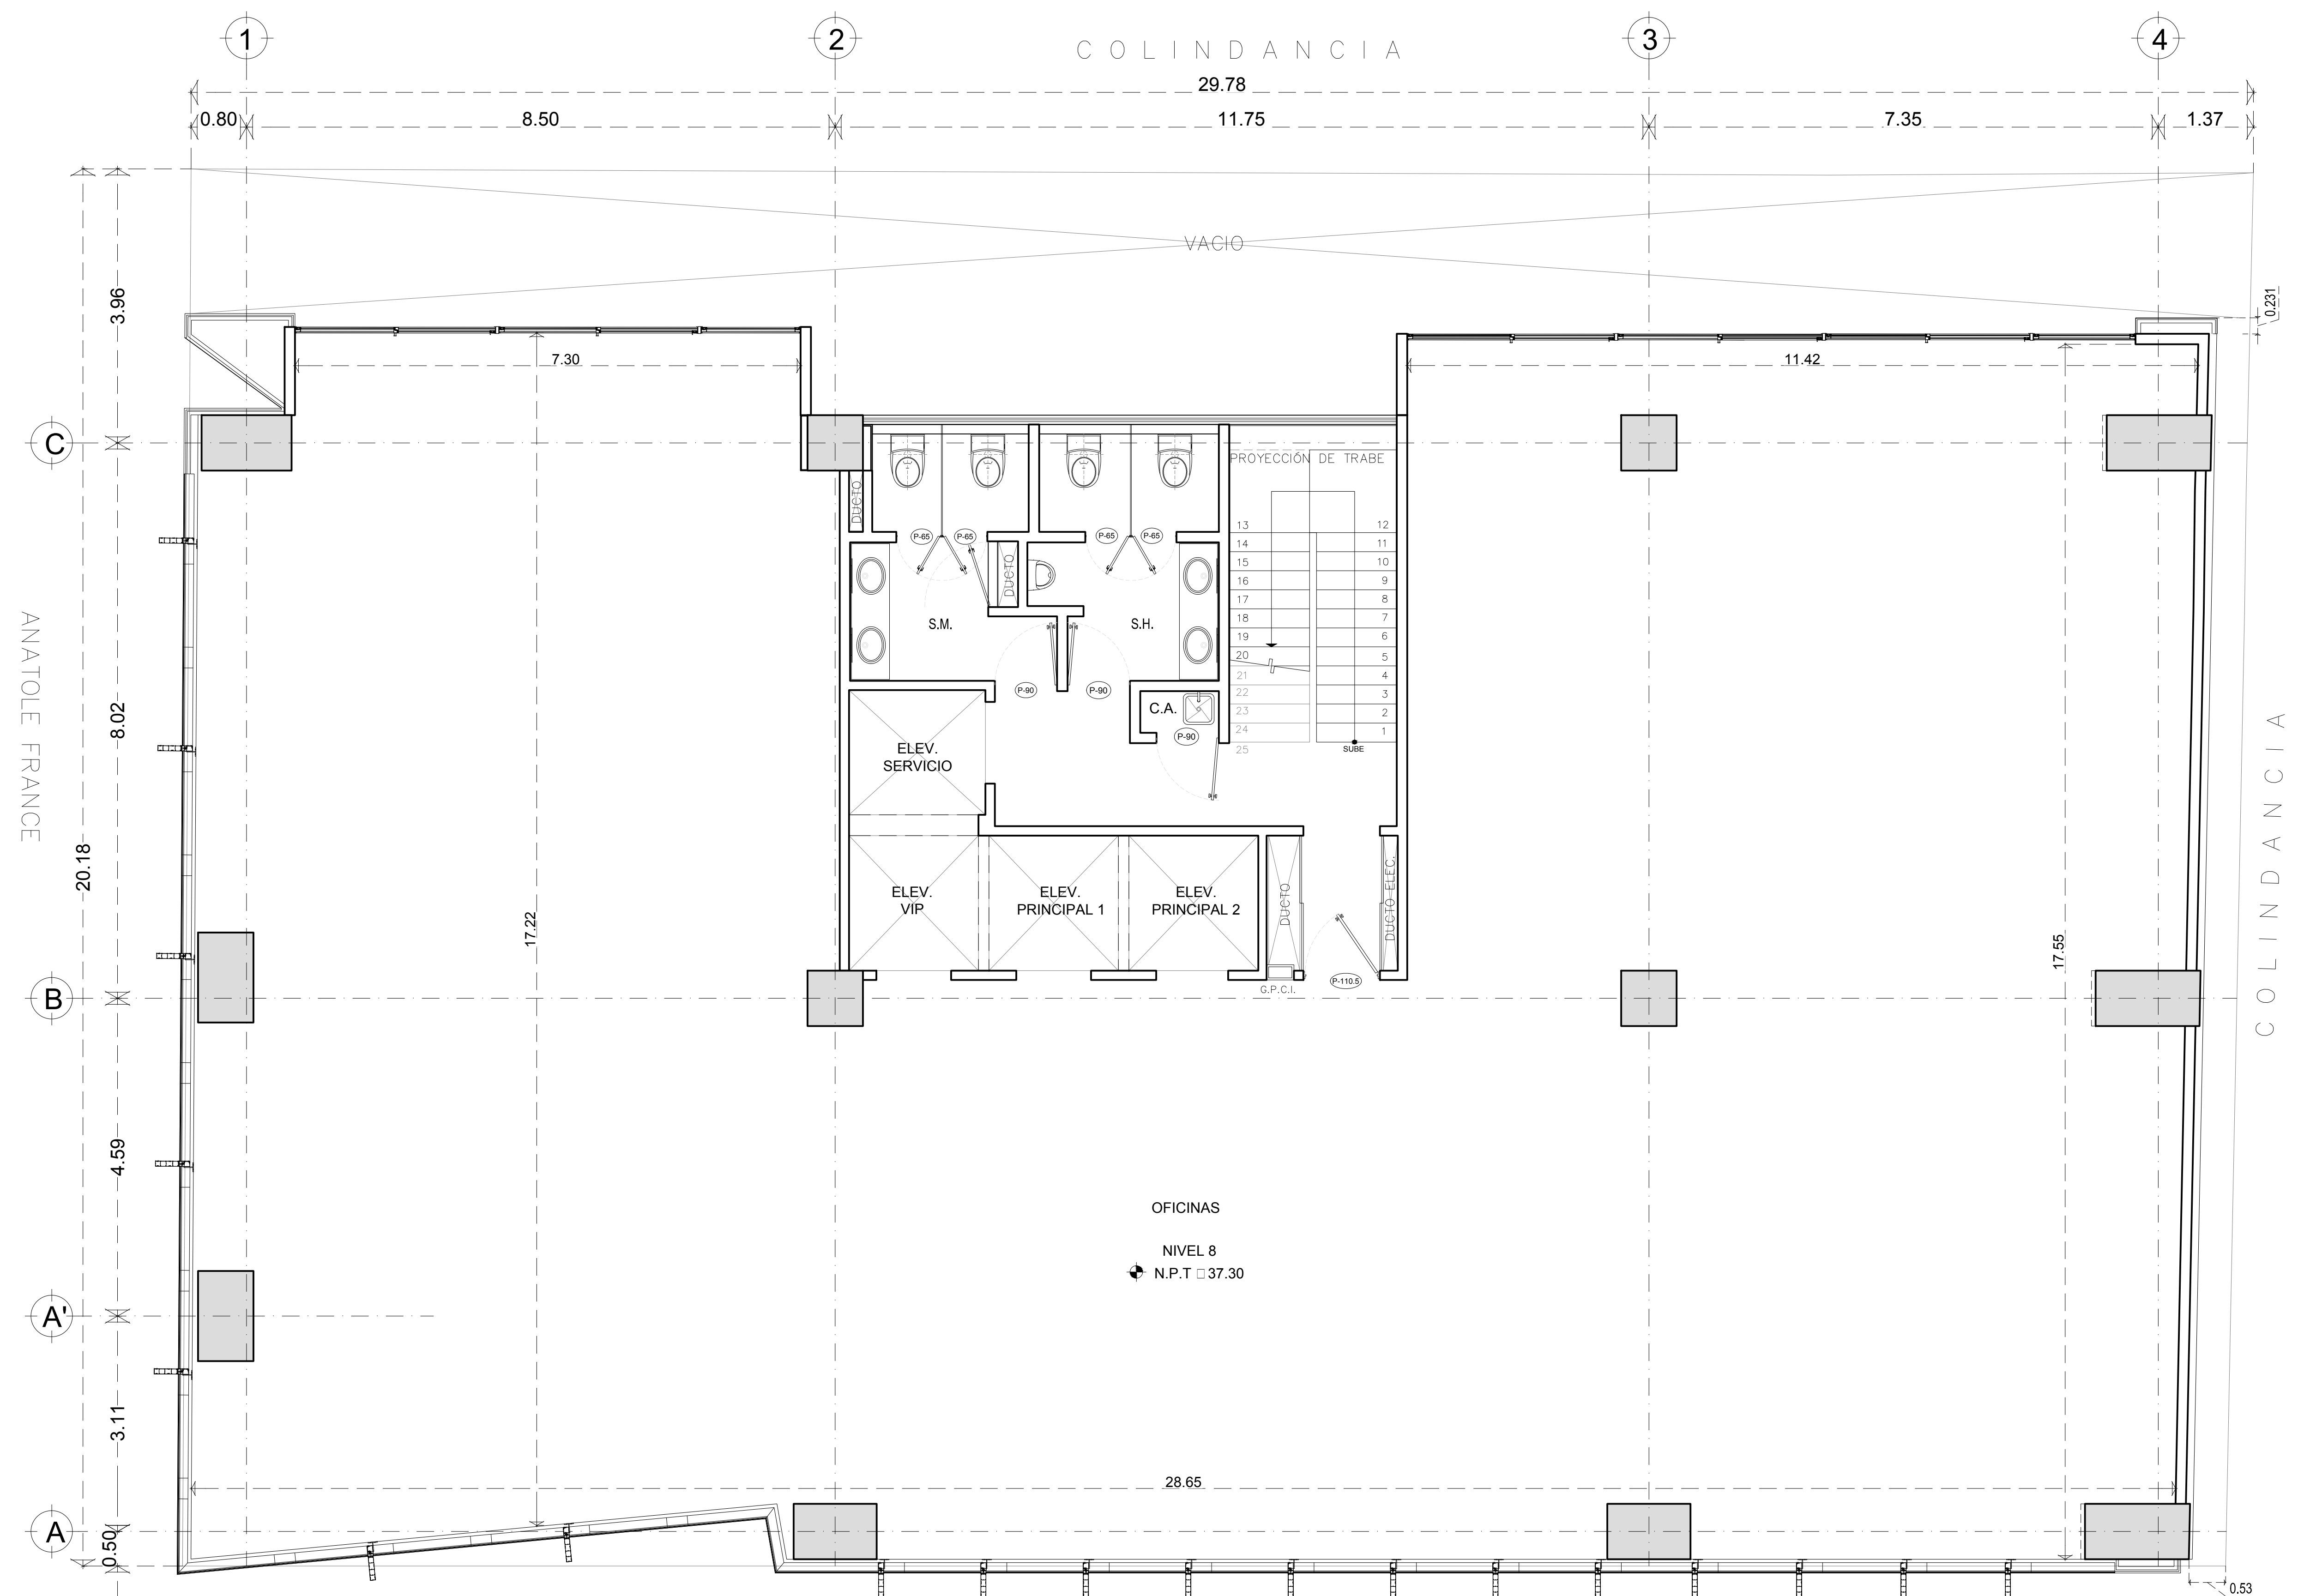 1
2
3
4
COLINDANCIA
29.78
0.80
8.50
11.75
7.35
1.37
VACIO
3.96
0.231
7.30
11.42
C
PROYECCIÓN DE TRABE
DUCTO
13
12
14
11
15
10
16
9
17
8
18
7
19
6
20
5
21
4
22
3
23
2
24
1
25
SUBE
P-65
P-65
P-65
P-65
DUCTO
S.M.
S.H.
P-90
P-90
C.A.
P-90
ANATOLE FRANCE
8.02
COLINDANCIA
ELEV.
SERVICIO
20.18
ELEV.
VIP
ELEV.
PRINCIPAL 1
ELEV.
PRINCIPAL 2
DUCTO
DUCTO ELEC.
17.22
17.55
B
G.P.C.I.
P-110.5
4.59
OFICINAS
NIVEL 8
N.P.T □37.30
A'
3.11
28.65
A
0.50
0.53